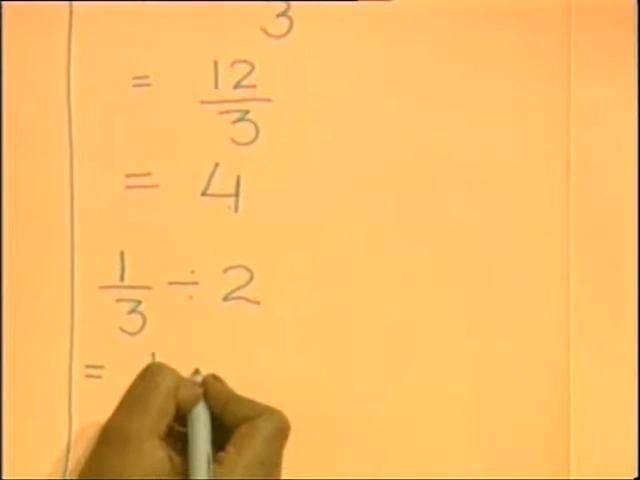 3
= 12/3
= 4
1/3 ÷ 2
=